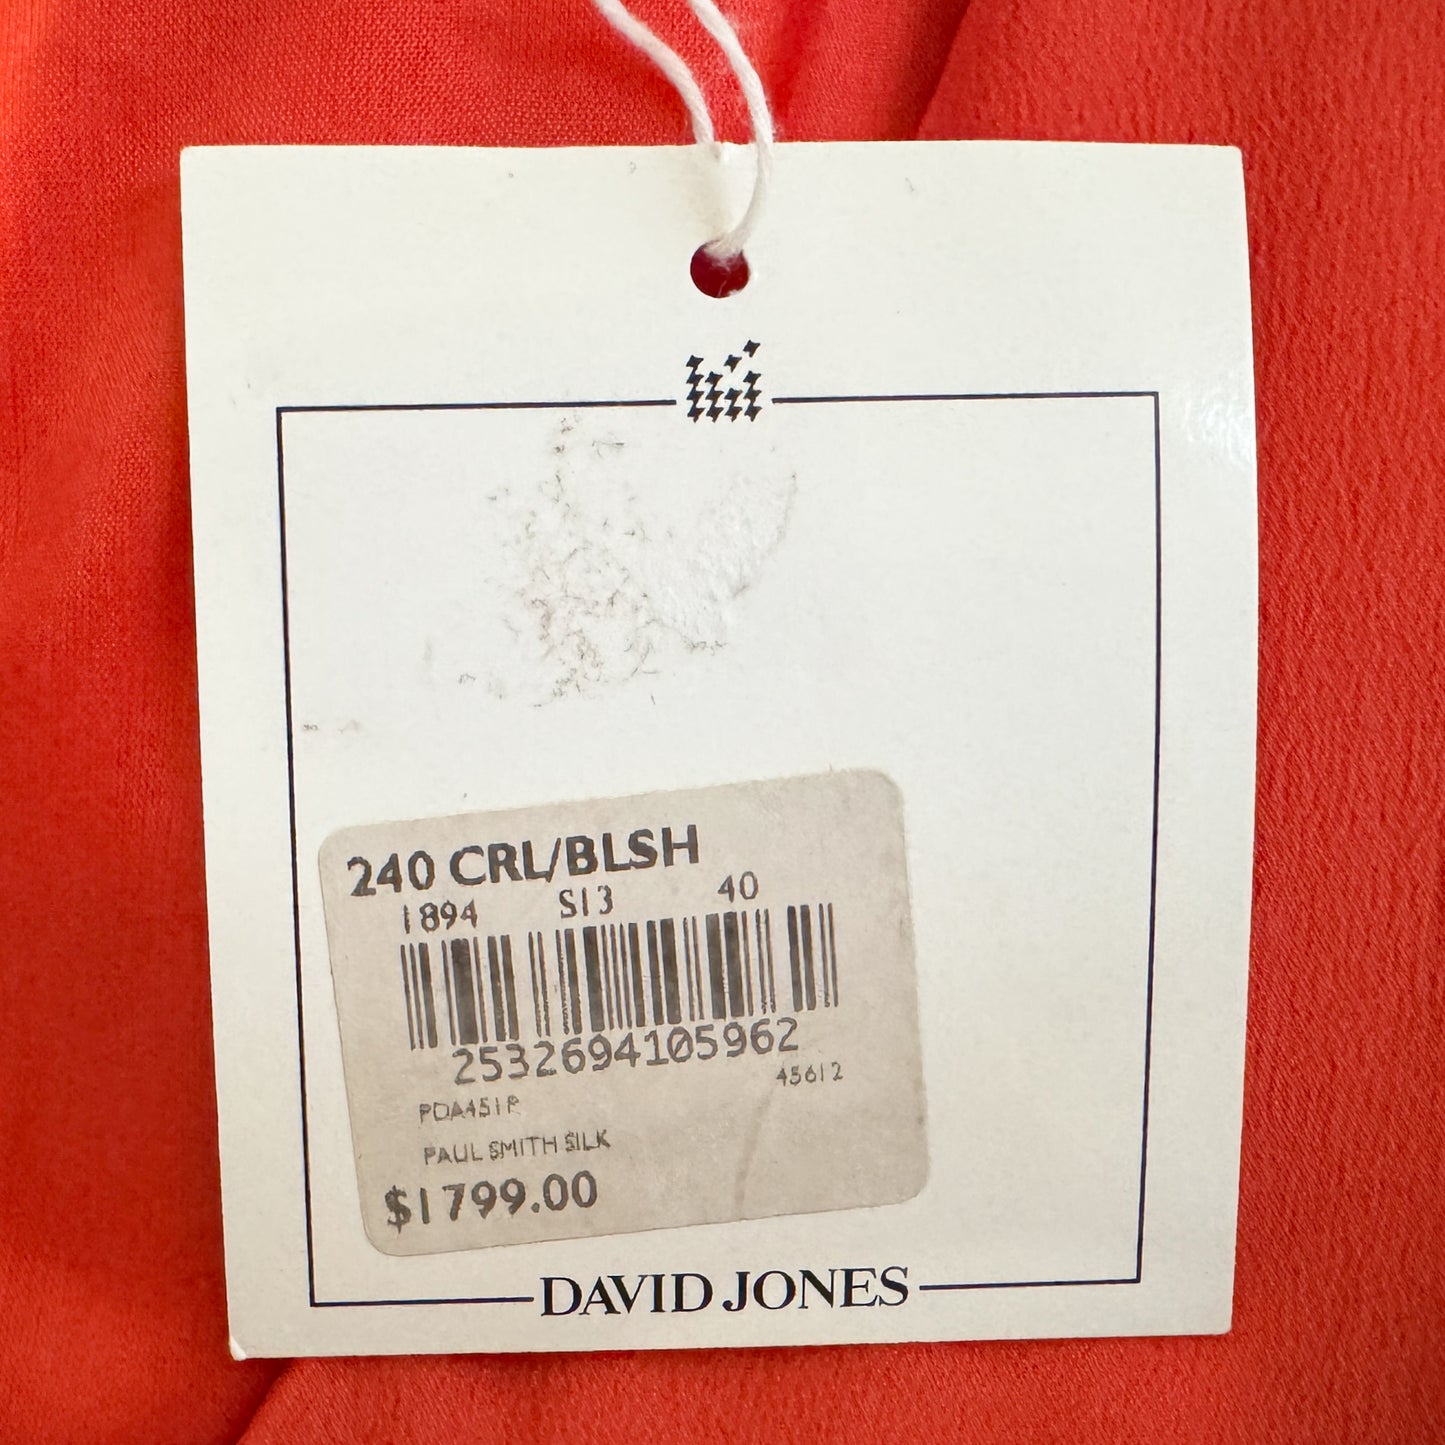 240 CRL/BLSH
1894 S13 40
2532694105962
45612
PDA451P
PAUL SMITH SILK
$1799.00
DAVID JONES